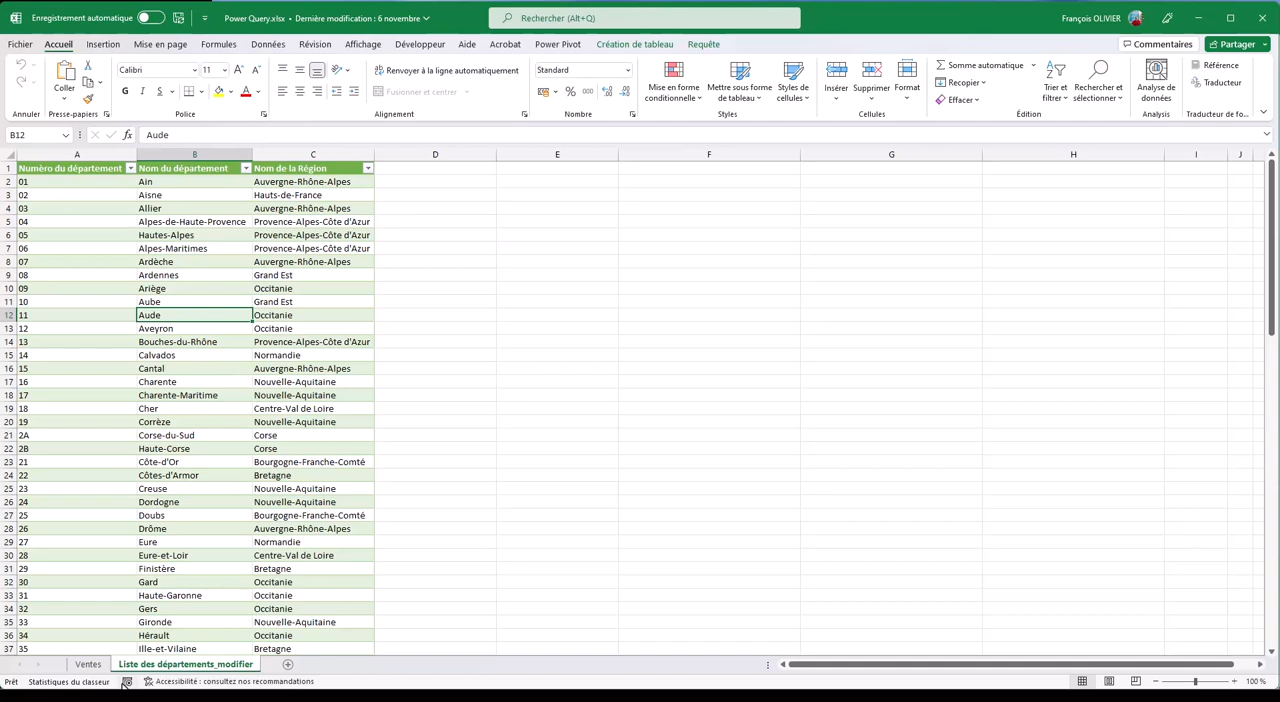 Enregistrement automatique Power Query.xlsx • Dernière modification : 6 novembre Rechercher (Alt+Q) François OLIVIER
Fichier Accueil Insertion Mise en page Formules Données Révision Affichage Développeur Aide Acrobat Power Pivot Création de tableau Requête Commentaires Partager
Calibri 11 Renvoyer à la ligne automatiquement Standard Somme automatique Référence
Coller G I S Fusionner et centrer % 000 Mise en forme conditionnelle Mettre sous forme de tableau Styles de cellules Insérer Supprimer Format Recopier Effacer Trier et filtrer Rechercher et sélectionner Analyse de données Traducteur
Annuler Presse-papiers Police Alignement Nombre Styles Cellules Édition Analysis Traducteur de fo...
B12 fx Aude
A B C D E F G H I J
1 Numèro du département Nom du département Nom de la Région
2 01 Ain Auvergne-Rhône-Alpes
3 02 Aisne Hauts-de-France
4 03 Allier Auvergne-Rhône-Alpes
5 04 Alpes-de-Haute-Provence Provence-Alpes-Côte d'Azur
6 05 Hautes-Alpes Provence-Alpes-Côte d'Azur
7 06 Alpes-Maritimes Provence-Alpes-Côte d'Azur
8 07 Ardèche Auvergne-Rhône-Alpes
9 08 Ardennes Grand Est
10 09 Ariège Occitanie
11 10 Aube Grand Est
12 11 Aude Occitanie
13 12 Aveyron Occitanie
14 13 Bouches-du-Rhône Provence-Alpes-Côte d'Azur
15 14 Calvados Normandie
16 15 Cantal Auvergne-Rhône-Alpes
17 16 Charente Nouvelle-Aquitaine
18 17 Charente-Maritime Nouvelle-Aquitaine
19 18 Cher Centre-Val de Loire
20 19 Corrèze Nouvelle-Aquitaine
21 2A Corse-du-Sud Corse
22 2B Haute-Corse Corse
23 21 Côte-d'Or Bourgogne-Franche-Comté
24 22 Côtes-d'Armor Bretagne
25 23 Creuse Nouvelle-Aquitaine
26 24 Dordogne Nouvelle-Aquitaine
27 25 Doubs Bourgogne-Franche-Comté
28 26 Drôme Auvergne-Rhône-Alpes
29 27 Eure Normandie
30 28 Eure-et-Loir Centre-Val de Loire
31 29 Finistère Bretagne
32 30 Gard Occitanie
33 31 Haute-Garonne Occitanie
34 32 Gers Occitanie
35 33 Gironde Nouvelle-Aquitaine
36 34 Hérault Occitanie
37 35 Ille-et-Vilaine Bretagne
Ventes Liste des départements_modifier
Prêt Statistiques du classeur Accessibilité : consultez nos recommandations 100 %